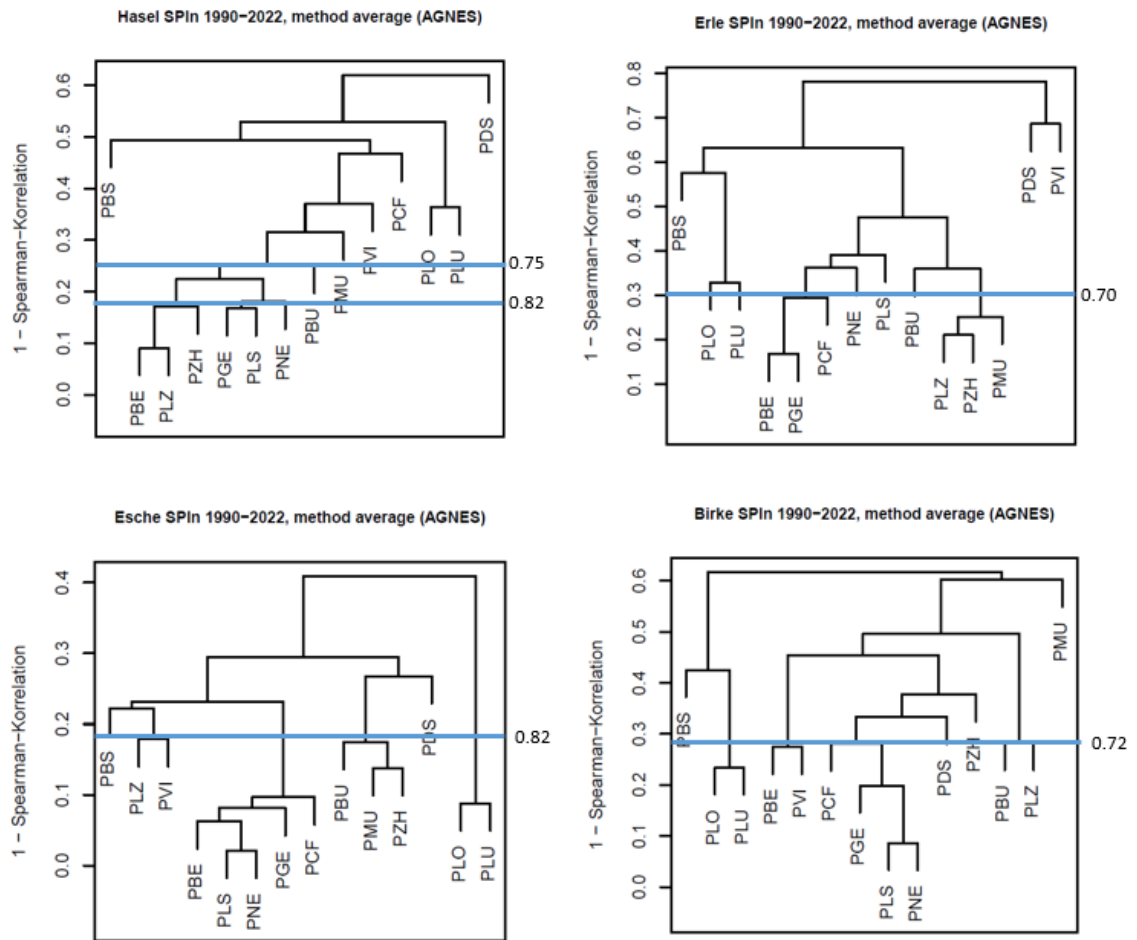 Hasel SPIn 1990−2022, method average (AGNES)
1 − Spearman−Korrelation
0.6
0.5
0.4
0.3
0.2
0.1
0.0
PDS
PBS
PCF
PVI
PLO
PLU
PMU
PBU
PZH
PGE
PLS
PNE
PBE
PLZ
0.75
0.82
Erle SPIn 1990−2022, method average (AGNES)
0.8
0.7
0.6
0.5
0.4
0.3
0.2
0.1
PDS
PVI
PBS
PLO
PLU
PLS
PNE
PBU
PCF
PBE
PGE
PLZ
PZH
PMU
0.70
Esche SPIn 1990−2022, method average (AGNES)
1 − Spearman−Korrelation
0.4
0.3
0.2
0.1
0.0
PBS
PLZ
PVI
PDS
PBU
PMU
PZH
PBE
PLS
PNE
PGE
PCF
PLO
PLU
0.82
Birke SPIn 1990−2022, method average (AGNES)
1 − Spearman−Korrelation
0.6
0.5
0.4
0.3
0.2
0.1
0.0
PMU
PBS
PZH
PDS
PLO
PLU
PBE
PVI
PCF
PBU
PLZ
PGE
PLS
PNE
0.72